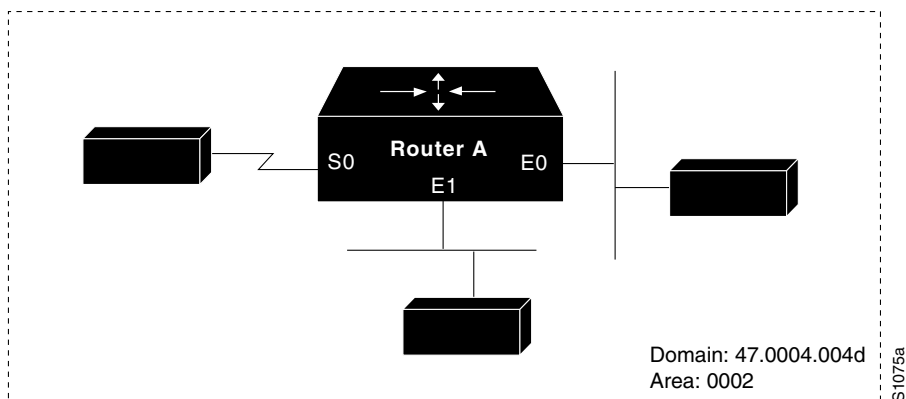 Router A
S0
E0
E1
Domain: 47.0004.004d
Area: 0002
S1075a